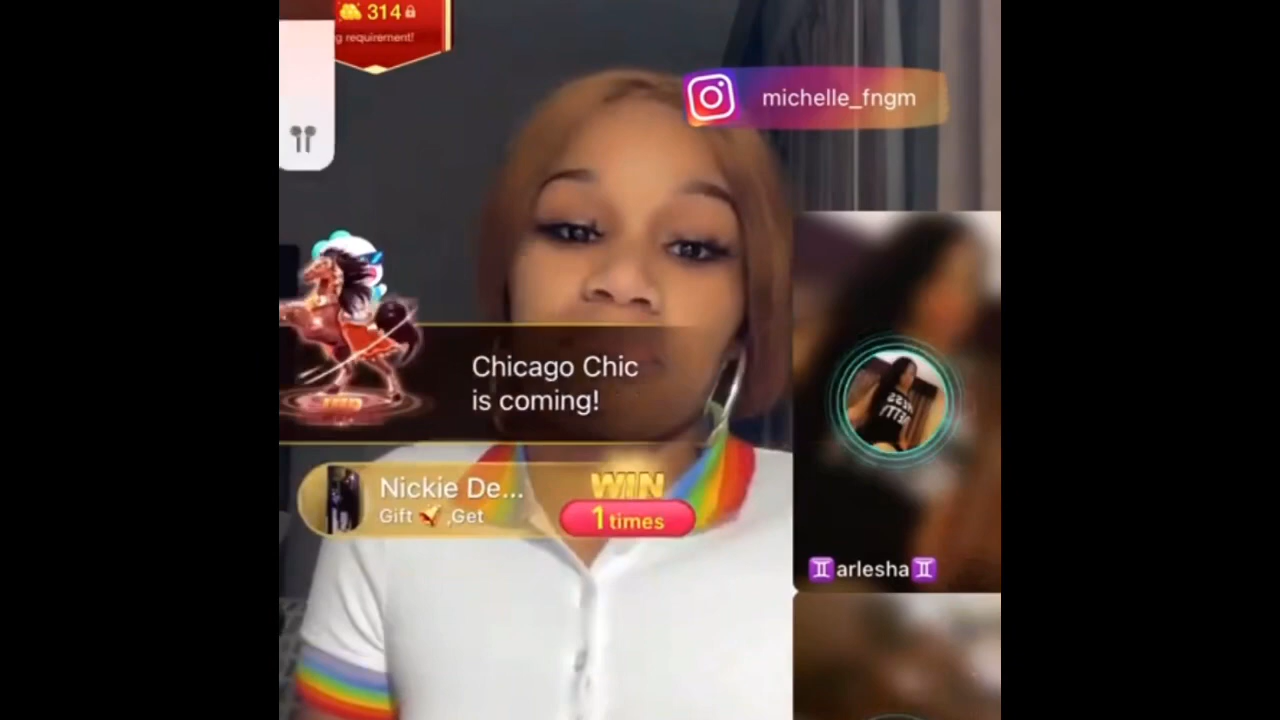 314
g requirement!
michelle_fngm
Chicago Chic
is coming!
Nickie De...
Gift ,Get
WIN
1 times
♊arlesha♊